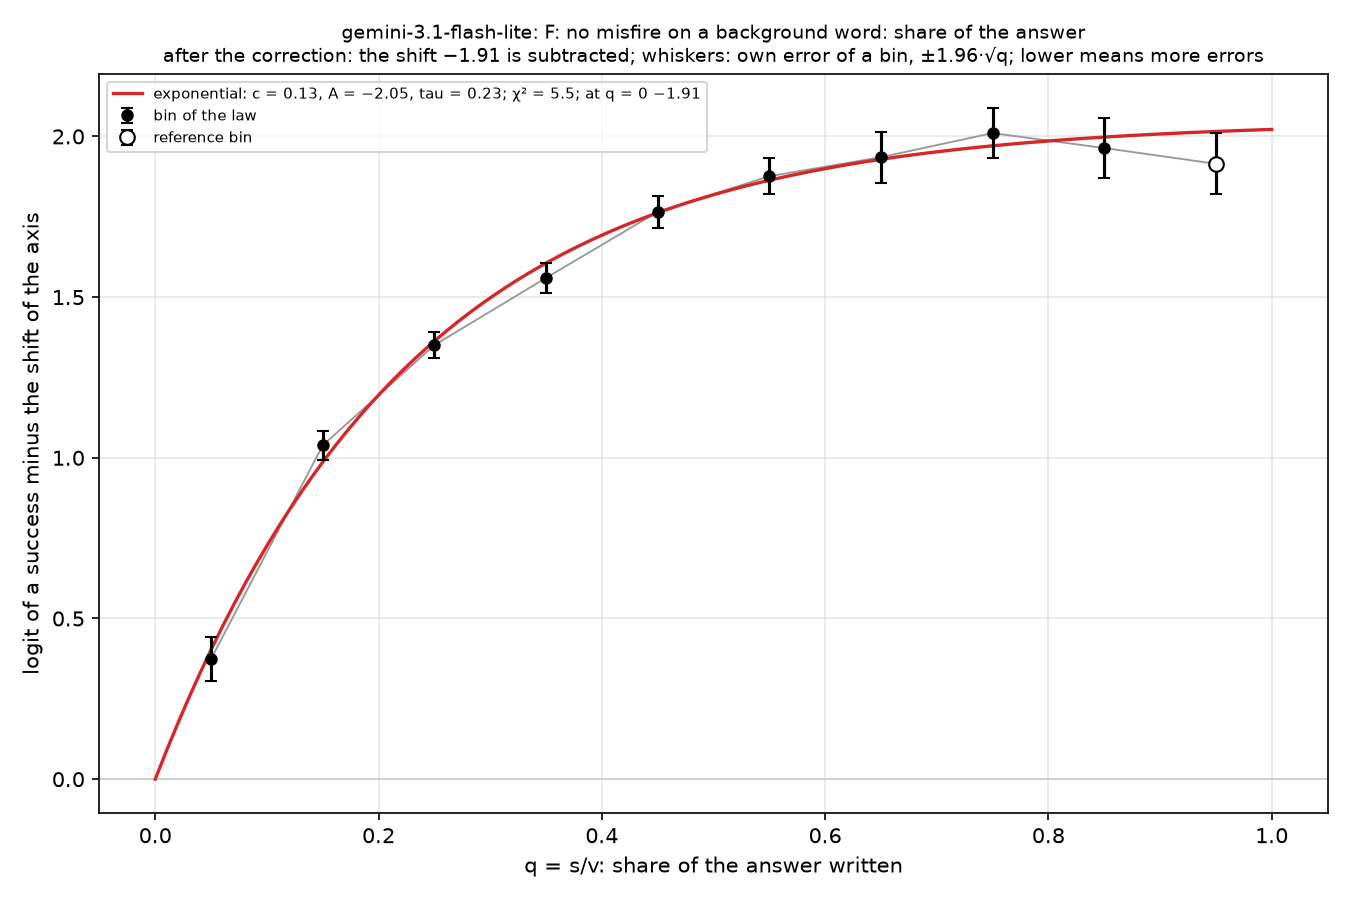 gemini-3.1-flash-lite: F: no misfire on a background word: share of the answer
after the correction: the shift −1.91 is subtracted; whiskers: own error of a bin, ±1.96·√q; lower means more errors
exponential: c = 0.13, A = −2.05, tau = 0.23; χ² = 5.5; at q = 0 −1.91
bin of the law
reference bin
logit of a success minus the shift of the axis
2.0
1.5
1.0
0.5
0.0
0.0 0.2 0.4 0.6 0.8 1.0
q = s/v: share of the answer written